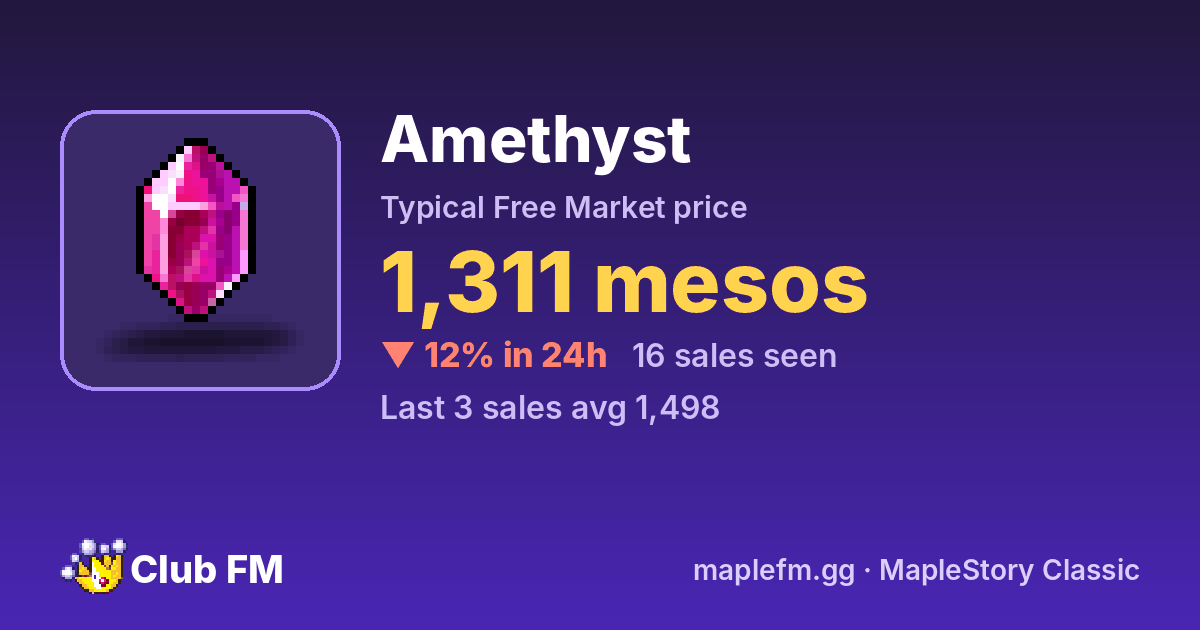 Amethyst
Typical Free Market price
1,311 mesos
▼ 12% in 24h 16 sales seen
Last 3 sales avg 1,498
Club FM
maplefm.gg · MapleStory Classic